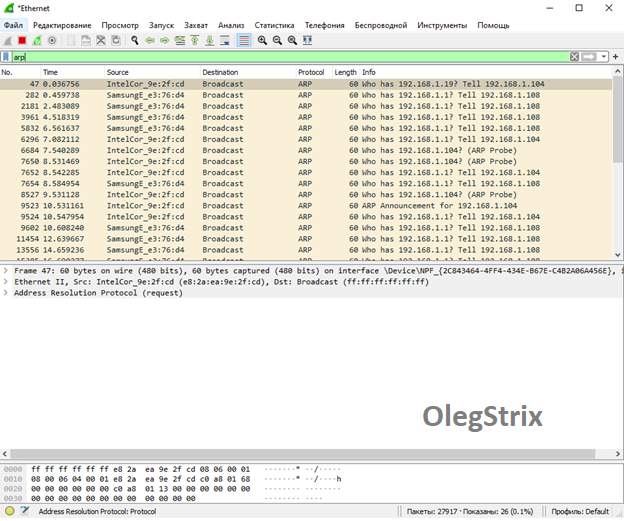 *Ethernet
Файл Редактирование Просмотр Запуск Захват Анализ Статистика Телефония Беспроводной Инструменты Помощь
arp
No. Time Source Destination Protocol Length Info
47 0.036756 IntelCor_9e:2f:cd Broadcast ARP 60 Who has 192.168.1.19? Tell 192.168.1.104
282 0.459738 SamsungE_e3:76:d4 Broadcast ARP 60 Who has 192.168.1.1? Tell 192.168.1.108
2181 2.483089 SamsungE_e3:76:d4 Broadcast ARP 60 Who has 192.168.1.1? Tell 192.168.1.108
3961 4.518319 SamsungE_e3:76:d4 Broadcast ARP 60 Who has 192.168.1.1? Tell 192.168.1.108
5832 6.561637 SamsungE_e3:76:d4 Broadcast ARP 60 Who has 192.168.1.1? Tell 192.168.1.108
6296 7.082112 IntelCor_9e:2f:cd Broadcast ARP 60 Who has 192.168.1.1? Tell 192.168.1.104
6684 7.540289 IntelCor_9e:2f:cd Broadcast ARP 60 Who has 192.168.1.104? (ARP Probe)
7650 8.531469 IntelCor_9e:2f:cd Broadcast ARP 60 Who has 192.168.1.104? (ARP Probe)
7652 8.542285 IntelCor_9e:2f:cd Broadcast ARP 60 Who has 192.168.1.1? Tell 192.168.1.104
7654 8.584954 SamsungE_e3:76:d4 Broadcast ARP 60 Who has 192.168.1.1? Tell 192.168.1.108
8527 9.531128 IntelCor_9e:2f:cd Broadcast ARP 60 Who has 192.168.1.104? (ARP Probe)
9523 10.531161 IntelCor_9e:2f:cd Broadcast ARP 60 ARP Announcement for 192.168.1.104
9524 10.547954 IntelCor_9e:2f:cd Broadcast ARP 60 Who has 192.168.1.1? Tell 192.168.1.104
9602 10.608240 SamsungE_e3:76:d4 Broadcast ARP 60 Who has 192.168.1.1? Tell 192.168.1.108
11454 12.639667 SamsungE_e3:76:d4 Broadcast ARP 60 Who has 192.168.1.1? Tell 192.168.1.108
13556 14.659236 SamsungE_e3:76:d4 Broadcast ARP 60 Who has 192.168.1.1? Tell 192.168.1.108
Frame 47: 60 bytes on wire (480 bits), 60 bytes captured (480 bits) on interface \Device\NPF_{2C843464-4FF4-434E-B67E-C4B2A06A456E}, i
Ethernet II, Src: IntelCor_9e:2f:cd (e8:2a:ea:9e:2f:cd), Dst: Broadcast (ff:ff:ff:ff:ff:ff)
Address Resolution Protocol (request)
OlegStrix
0000 ff ff ff ff ff ff e8 2a ea 9e 2f cd 08 06 00 01 ·······* ··/·····
0010 08 00 06 04 00 01 e8 2a ea 9e 2f cd c0 a8 01 68 ·······* ··/····h
0020 00 00 00 00 00 00 c0 a8 01 13 00 00 00 00 00 00 ········ ········
0030 00 00 00 00 00 00 00 00 00 00 00 00 ········ ····
Address Resolution Protocol: Protocol Пакеты: 27917 · Показаны: 26 (0.1%) Профиль: Default